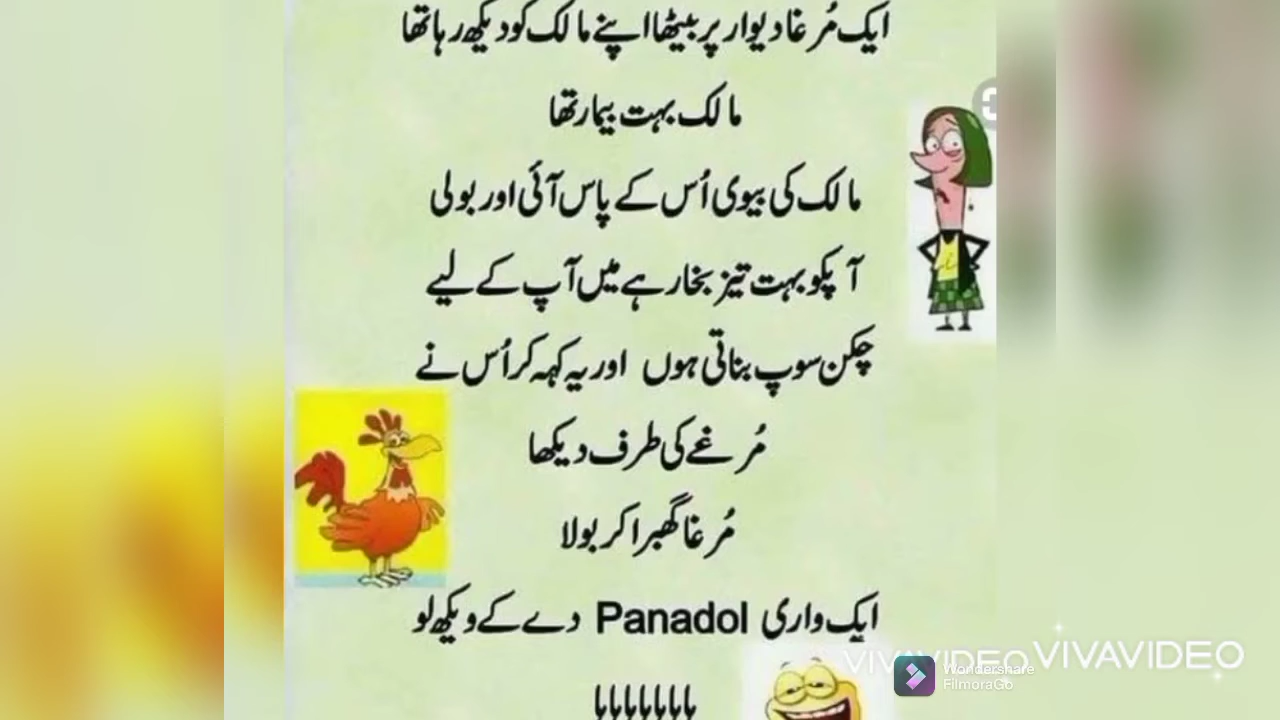 ایک مُرغا دیوار پر بیٹھا اپنے مالک کو دیکھ رہا تھا
مالک بہت بیمار تھا
مالک کی بیوی اُس کے پاس آئی اور بولی
آپکو بہت تیز بخار ہے میں آپ کے لیے
چکن سوپ بناتی ہوں اور یہ کہہ کر اُس نے
مُرغے کی طرف دیکھا
مُرغا گھبرا کر بولا
ایک واری Panadol دے کے ویکھ لو
ہاہاہاہاہاہاہا
VIVAVIDEO VIVAVIDEO
Wondershare
FilmoraGo